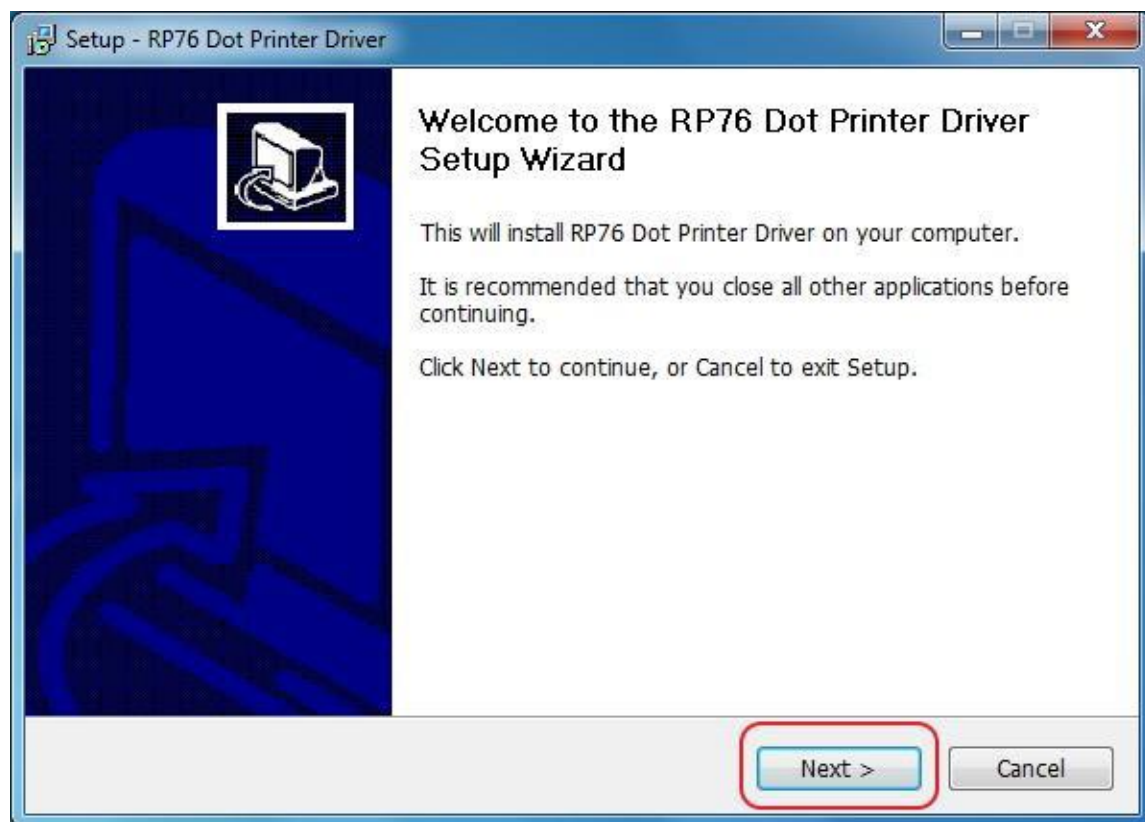 Setup - RP76 Dot Printer Driver
Welcome to the RP76 Dot Printer Driver
Setup Wizard
This will install RP76 Dot Printer Driver on your computer.
It is recommended that you close all other applications before
continuing.
Click Next to continue, or Cancel to exit Setup.
Next >
Cancel